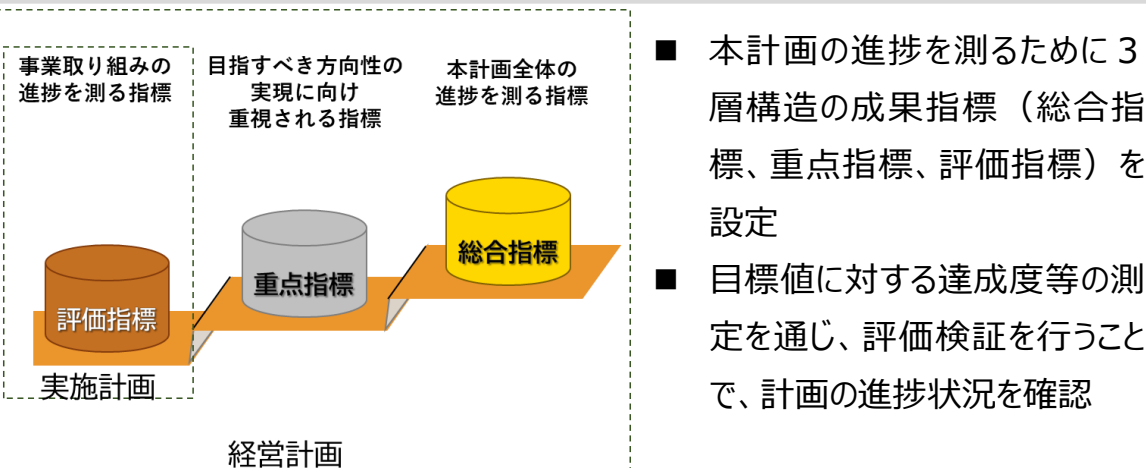 事業取り組みの
進捗を測る指標
目指すべき方向性の
実現に向け
重視される指標
本計画全体の
進捗を測る指標
評価指標
重点指標
総合指標
実施計画
経営計画
■ 本計画の進捗を測るために３
層構造の成果指標（総合指
標、重点指標、評価指標）を
設定
■ 目標値に対する達成度等の測
定を通じ、評価検証を行うこと
で、計画の進捗状況を確認